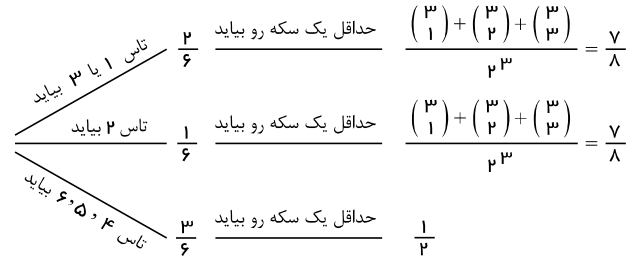 تاس ۱ یا ۳ بیاید ۲/۶ حداقل یک سکه رو بیاید ((۳ ۱) + (۳ ۲) + (۳ ۳))/۲^۳ = ۷/۸
تاس ۲ بیاید ۱/۶ حداقل یک سکه رو بیاید ((۳ ۱) + (۳ ۲) + (۳ ۳))/۲^۳ = ۷/۸
تاس ۴ , ۵ , ۶ بیاید ۳/۶ حداقل یک سکه رو بیاید ۱/۲